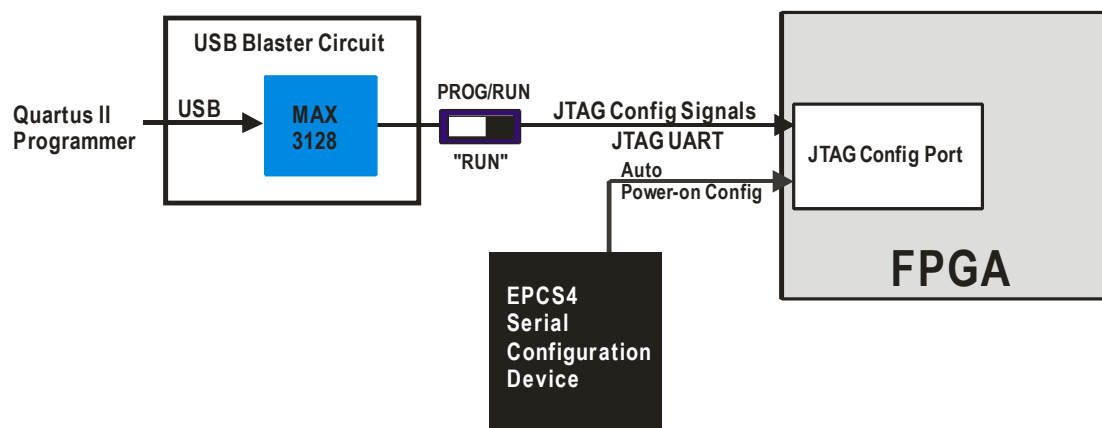 USB Blaster Circuit
Quartus II
Programmer
USB
MAX
3128
PROG/RUN
"RUN"
JTAG Config Signals
JTAG UART
Auto
Power-on Config
JTAG Config Port
FPGA
EPCS4
Serial
Configuration
Device